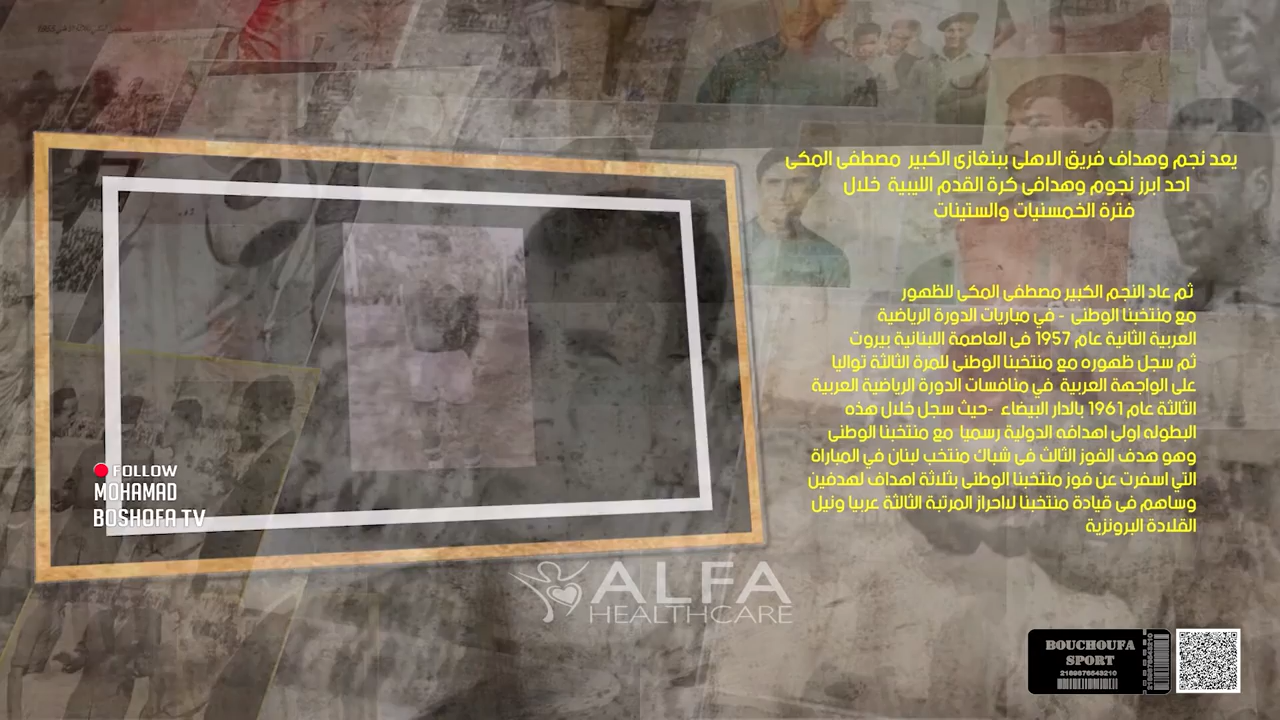 يعد نجم وهداف فريق الاهلى ببنغازى الكبير مصطفى المكى
احد ابرز نجوم وهدافى كرة القدم الليبية خلال
فترة الخمسنيات والستينات
ثم عاد النجم الكبير مصطفى المكى للظهور
مع منتخبنا الوطنى - في مباريات الدورة الرياضية
العربية الثانية عام 1957 فى العاصمة اللبنانية بيروت
ثم سجل ظهوره مع منتخبنا الوطنى للمرة الثالثة تواليا
على الواجهة العربية في منافسات الدورة الرياضية العربية
الثالثة عام 1961 بالدار البيضاء -حيث سجل خلال هذه
البطوله اولى اهدافه الدولية رسميا مع منتخبنا الوطنى
وهو هدف الفوز الثالث فى شباك منتخب لبنان في المباراة
التي اسفرت عن فوز منتخبنا الوطنى بثلاثة اهداف لهدفين
وساهم فى قيادة منتخبنا لااحراز المرتبة الثالثة عربيا ونيل
القلادة البرونزية
FOLLOW
MOHAMAD
BOSHOFA TV
ALFA
HEALTHCARE
BOUCHOUFA
SPORT
2189876543210